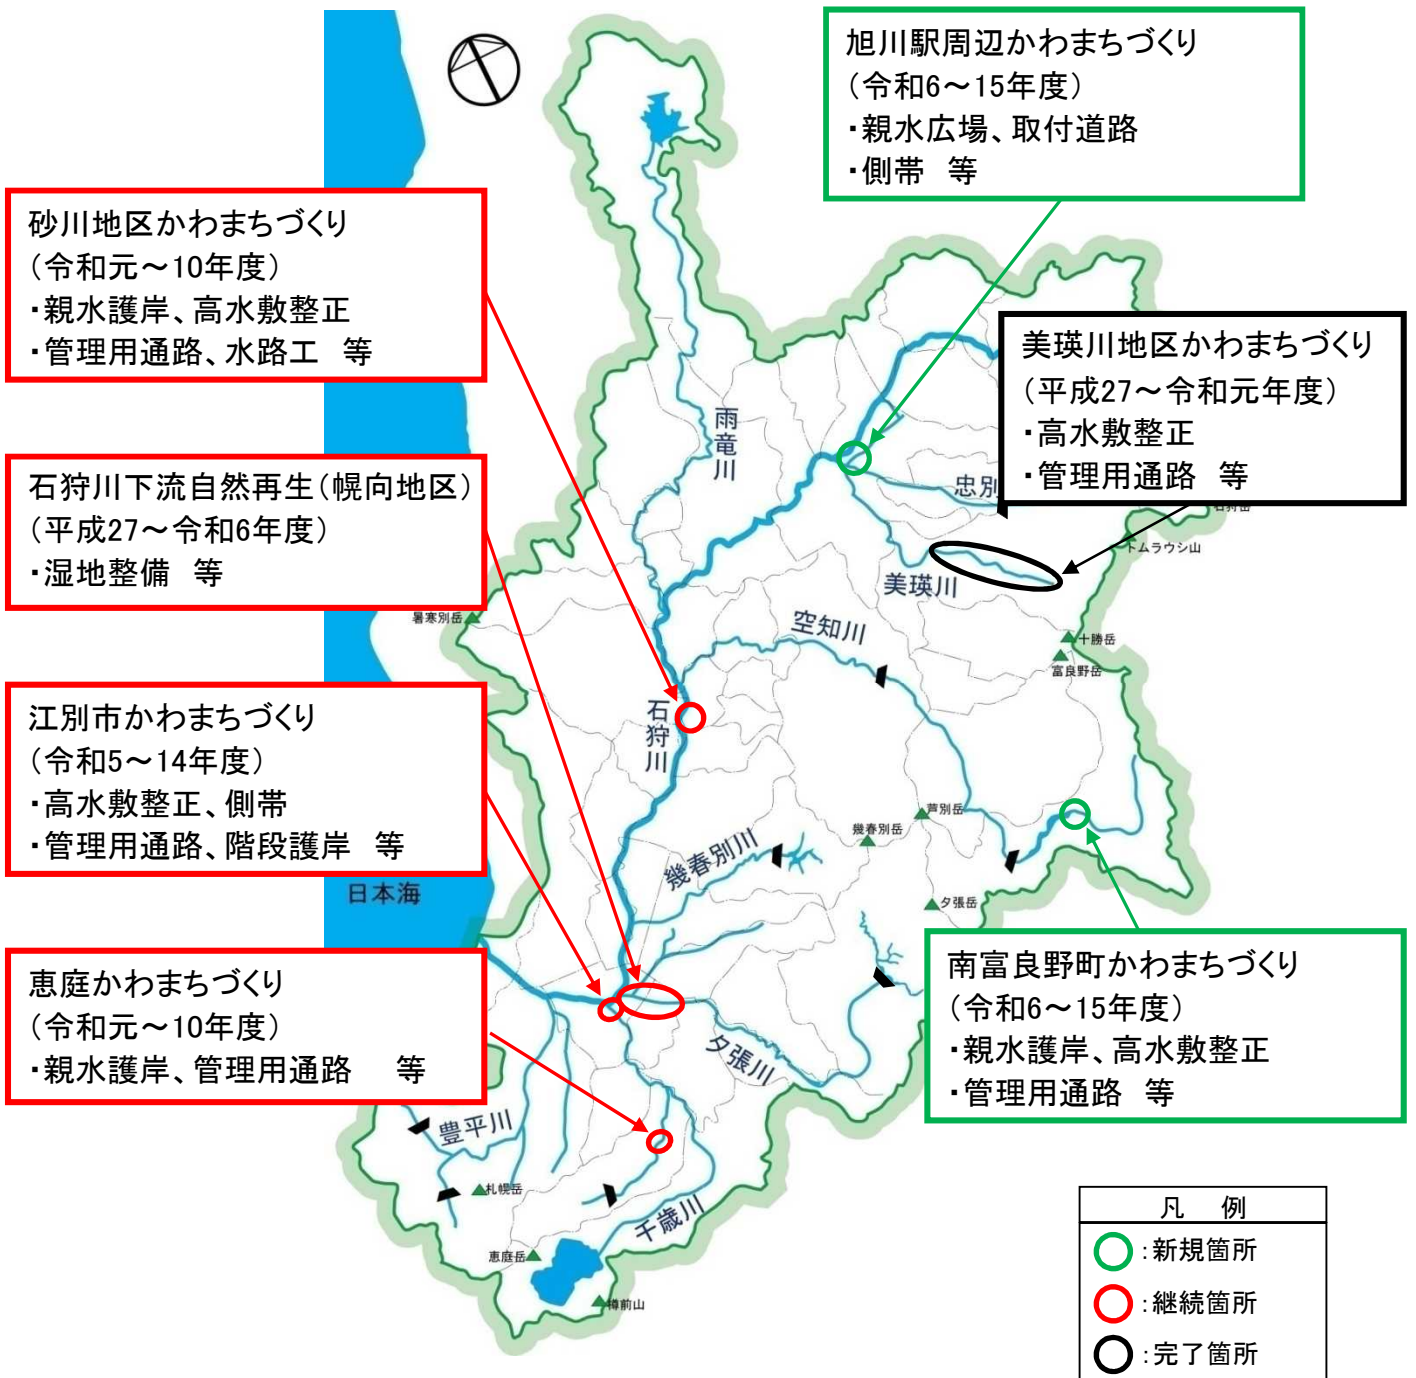 旭川駅周辺かわまちづくり
(令和6～15年度)
・親水広場、取付道路
・側帯　等
砂川地区かわまちづくり
(令和元～10年度)
・親水護岸、高水敷整正
・管理用通路、水路工　等
美瑛川地区かわまちづくり
(平成27～令和元年度)
・高水敷整正
・管理用通路　等
石狩川下流自然再生(幌向地区)
(平成27～令和6年度)
・湿地整備　等
江別市かわまちづくり
(令和5～14年度)
・高水敷整正、側帯
・管理用通路、階段護岸　等
恵庭かわまちづくり
(令和元～10年度)
・親水護岸、管理用通路　等
南富良野町かわまちづくり
(令和6～15年度)
・親水護岸、高水敷整正
・管理用通路　等
雨竜川
忠別
石狩岳
トムラウシ山
美瑛川
空知川
暑寒別岳
十勝岳
富良野岳
石狩川
芦別岳
幾春別岳
幾春別川
夕張岳
日本海
夕張川
豊平川
札幌岳
千歳川
恵庭岳
樽前山
凡　例
：新規箇所
：継続箇所
：完了箇所